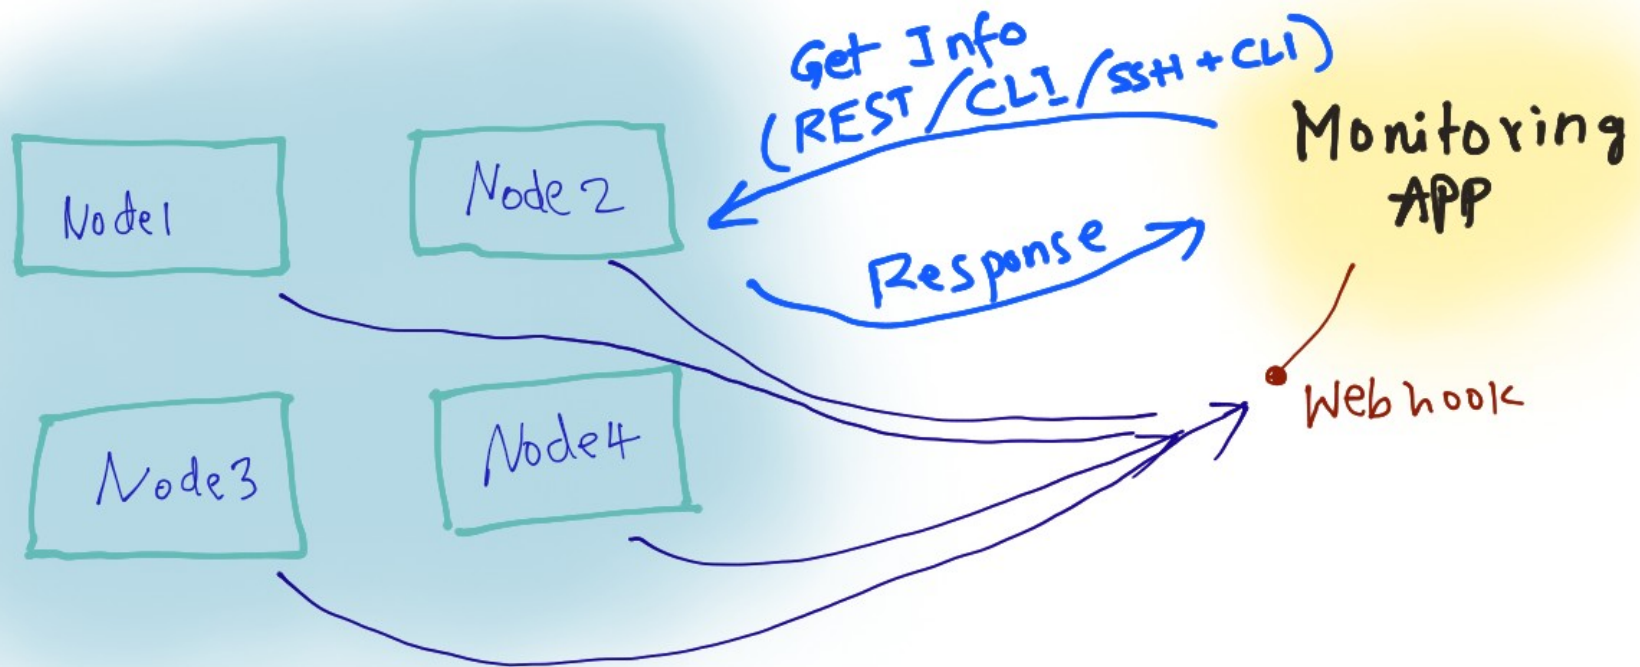 Get Info
(REST/CLI/SSH+CLI)
Monitoring
APP
Node1
Node2
Response
Webhook
Node3
Node4